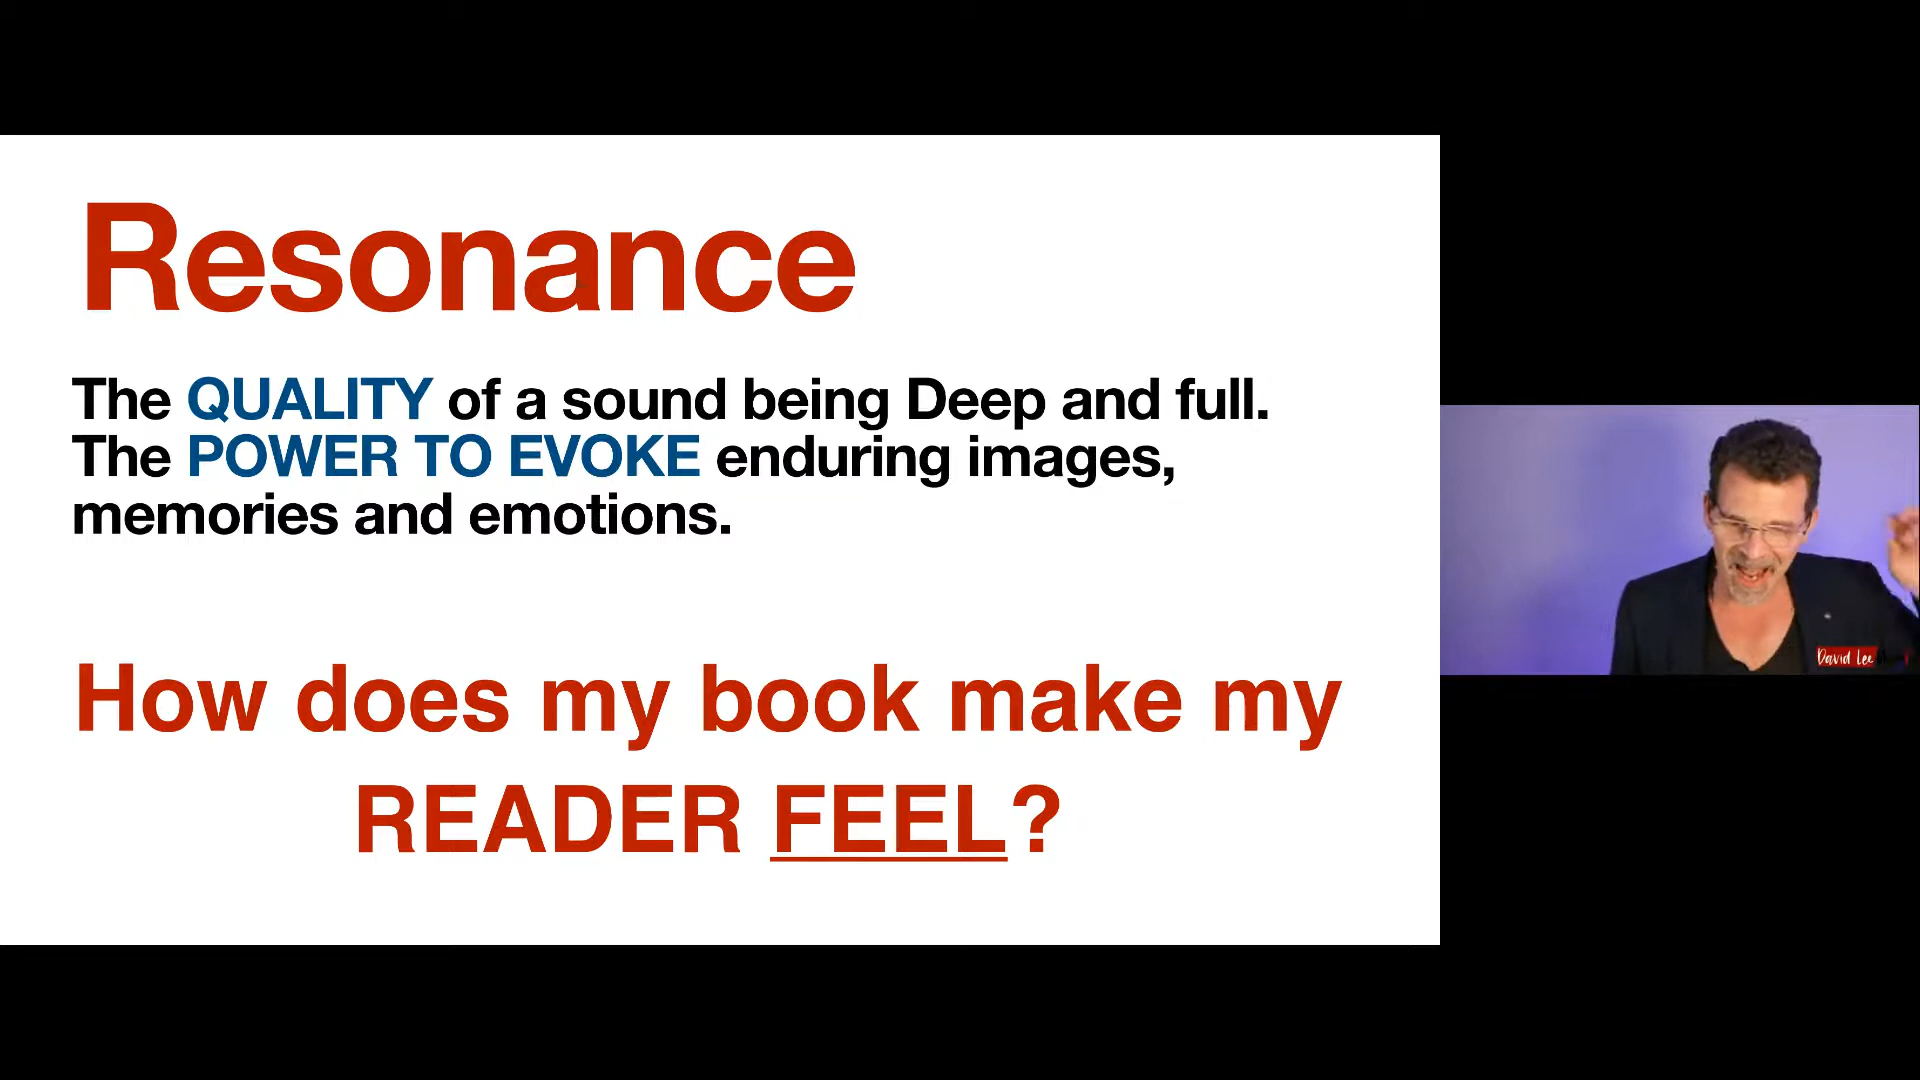 Resonance
The QUALITY of a sound being Deep and full.
The POWER TO EVOKE enduring images,
memories and emotions.
How does my book make my
READER FEEL?
David Lee